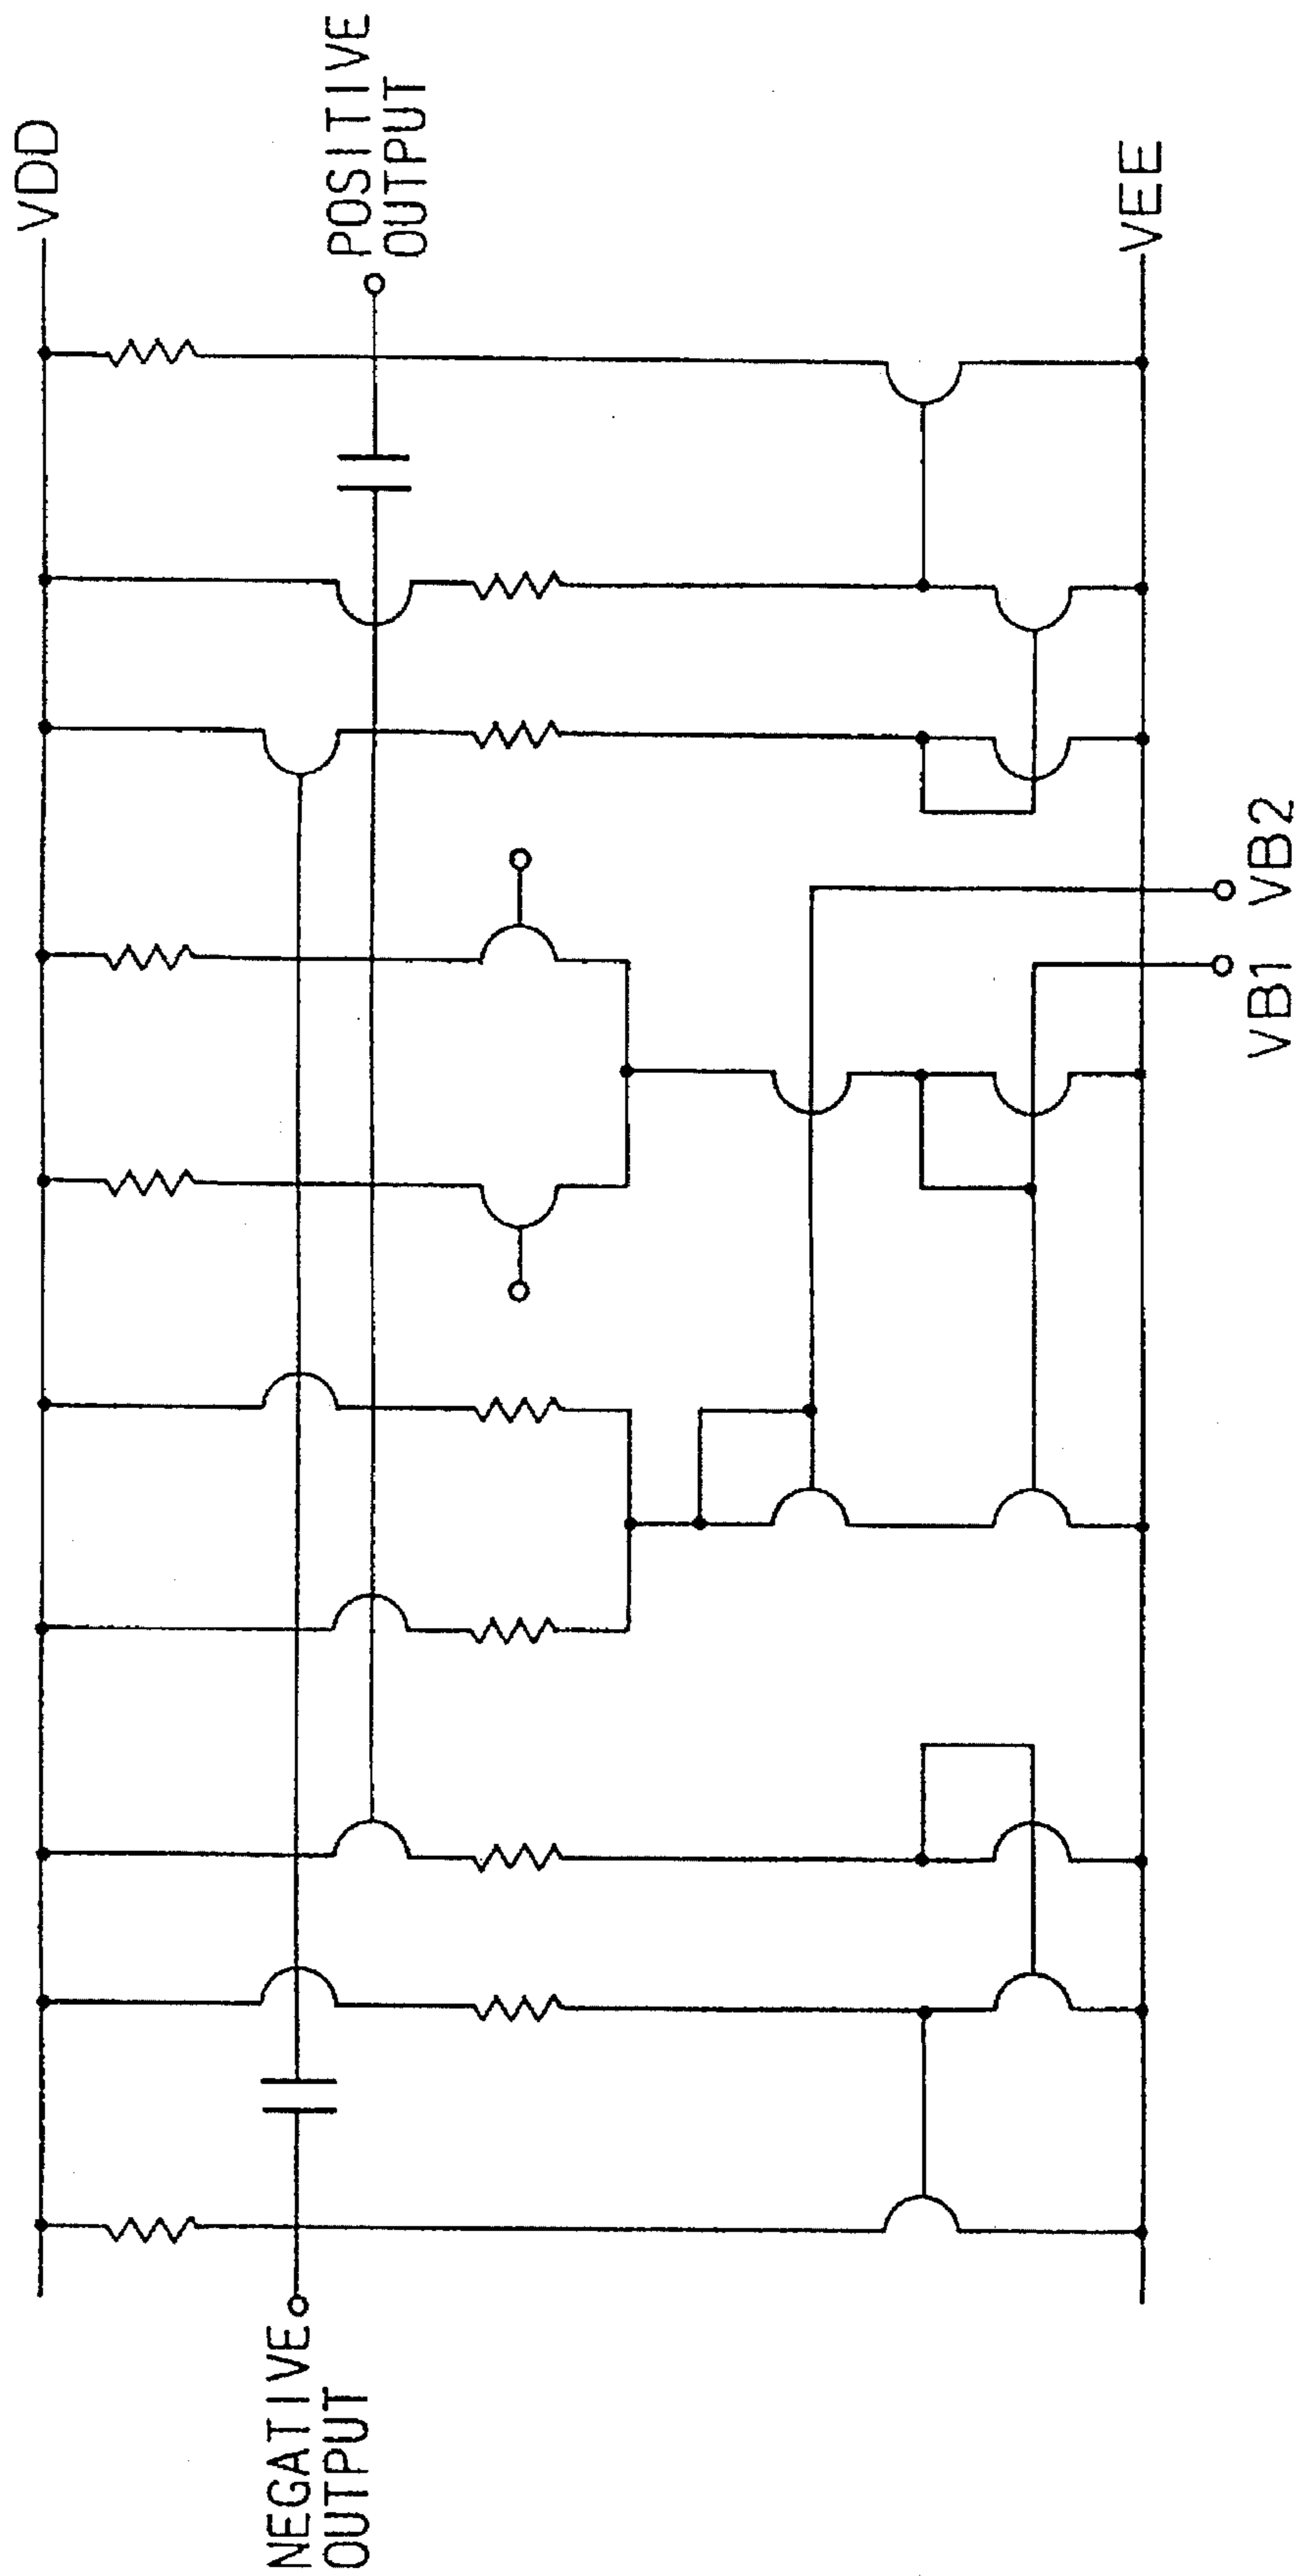 VDD
POSITIVE
OUTPUT
VEE
VB2
VB1
NEGATIVE
OUTPUT